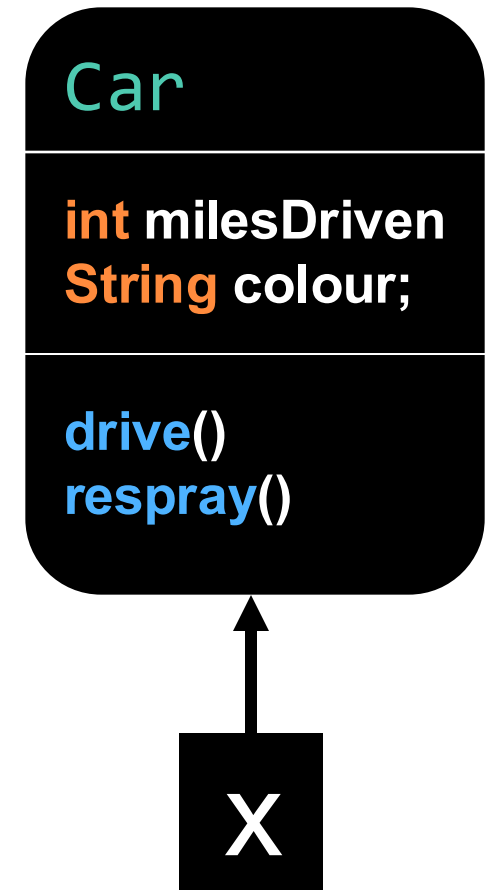 Car
int milesDriven
String colour;
drive()
respray()
x